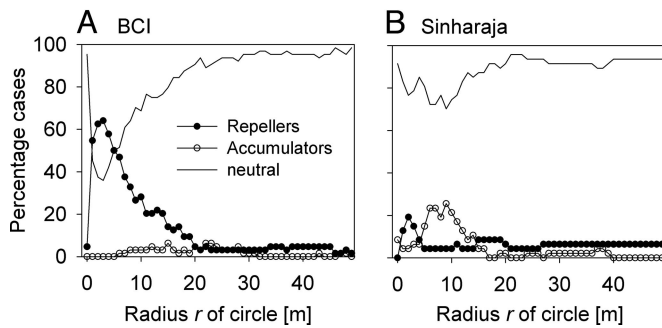 A BCI
B Sinharaja
Percentage cases
100
80
60
40
20
0
Repellers
Accumulators
neutral
0 10 20 30 40
0 10 20 30 40
Radius r of circle [m]
Radius r of circle [m]